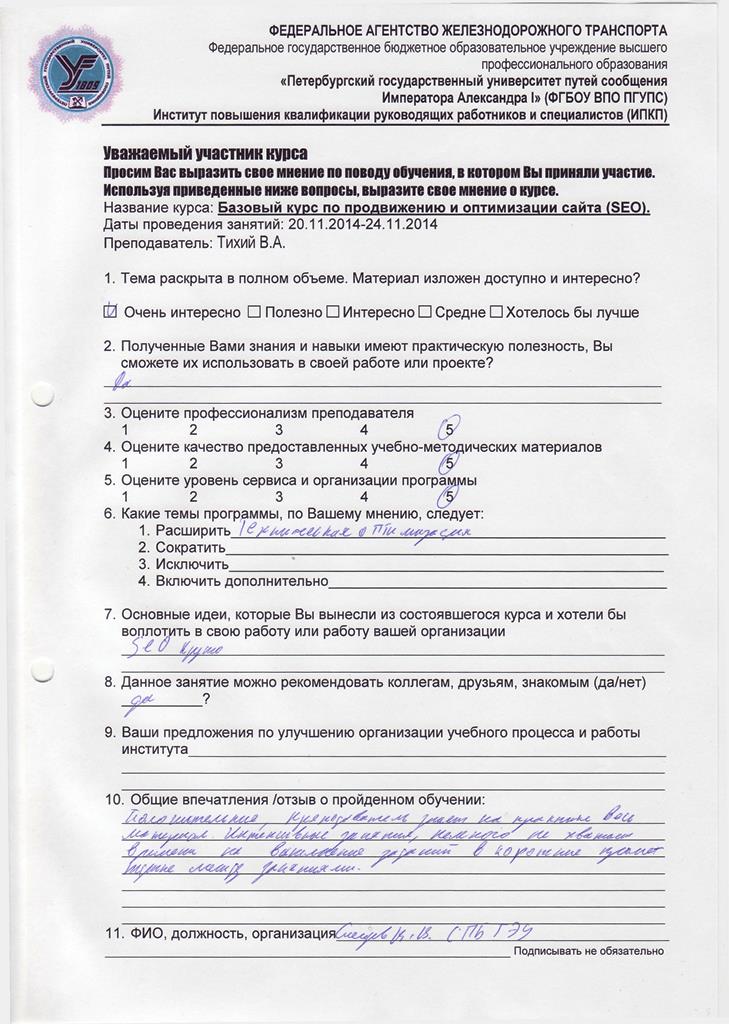 ФЕДЕРАЛЬНОЕ АГЕНТСТВО ЖЕЛЕЗНОДОРОЖНОГО ТРАНСПОРТА
Федеральное государственное бюджетное образовательное учреждение высшего
профессионального образования
«Петербургский государственный университет путей сообщения
Императора Александра I» (ФГБОУ ВПО ПГУПС)
Институт повышения квалификации руководящих работников и специалистов (ИПКП)
1809
Уважаемый участник курса
Просим Вас выразить свое мнение по поводу обучения, в котором Вы приняли участие.
Используя приведенные ниже вопросы, выразите свое мнение о курсе.
Название курса: Базовый курс по продвижению и оптимизации сайта (SEO).
Даты проведения занятий: 20.11.2014-24.11.2014
Преподаватель: Тихий В.А.
1. Тема раскрыта в полном объеме. Материал изложен доступно и интересно?
☑ Очень интересно ☐ Полезно ☐ Интересно ☐ Средне ☐ Хотелось бы лучше
2. Полученные Вами знания и навыки имеют практическую полезность, Вы
сможете их использовать в своей работе или проекте?
Да
3. Оцените профессионализм преподавателя
1 2 3 4 5
4. Оцените качество предоставленных учебно-методических материалов
1 2 3 4 5
5. Оцените уровень сервиса и организации программы
1 2 3 4 5
6. Какие темы программы, по Вашему мнению, следует:
1. Расширить Техническая оптимизация
2. Сократить
3. Исключить
4. Включить дополнительно
7. Основные идеи, которые Вы вынесли из состоявшегося курса и хотели бы
воплотить в свою работу или работу вашей организации
SEO круто
8. Данное занятие можно рекомендовать коллегам, друзьям, знакомым (да/нет)
да ?
9. Ваши предложения по улучшению организации учебного процесса и работы
института
10. Общие впечатления /отзыв о пройденном обучении:
Положительные, преподаватель знает на практике весь
материал. Интенсивные занятия, немного не хватает
времени на выполнение заданий в короткие промежутки
между занятиями.
11. ФИО, должность, организация СПБ ГЭУ
Подписывать не обязательно